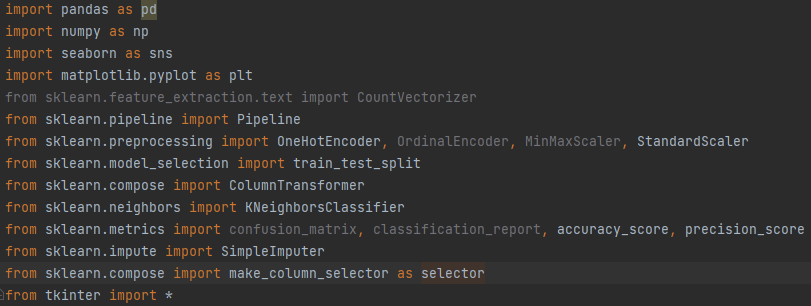 import pandas as pd
import numpy as np
import seaborn as sns
import matplotlib.pyplot as plt
from sklearn.feature_extraction.text import CountVectorizer
from sklearn.pipeline import Pipeline
from sklearn.preprocessing import OneHotEncoder, OrdinalEncoder, MinMaxScaler, StandardScaler
from sklearn.model_selection import train_test_split
from sklearn.compose import ColumnTransformer
from sklearn.neighbors import KNeighborsClassifier
from sklearn.metrics import confusion_matrix, classification_report, accuracy_score, precision_score
from sklearn.impute import SimpleImputer
from sklearn.compose import make_column_selector as selector
from tkinter import *